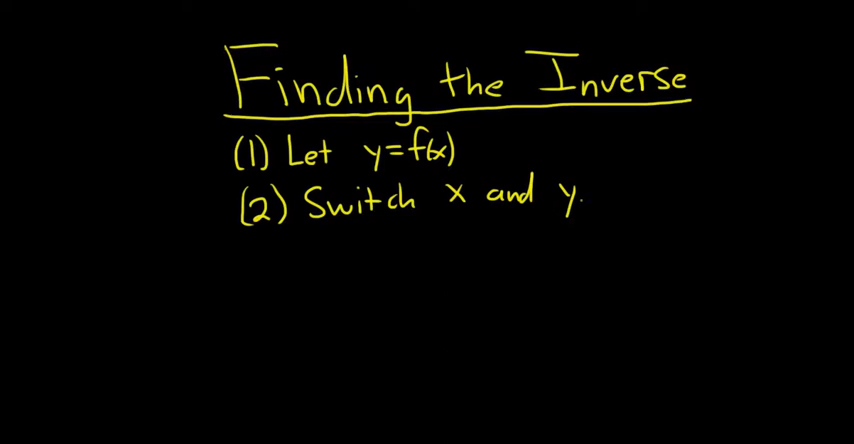 Finding the Inverse
(1) Let y=f(x)
(2) Switch x and y.